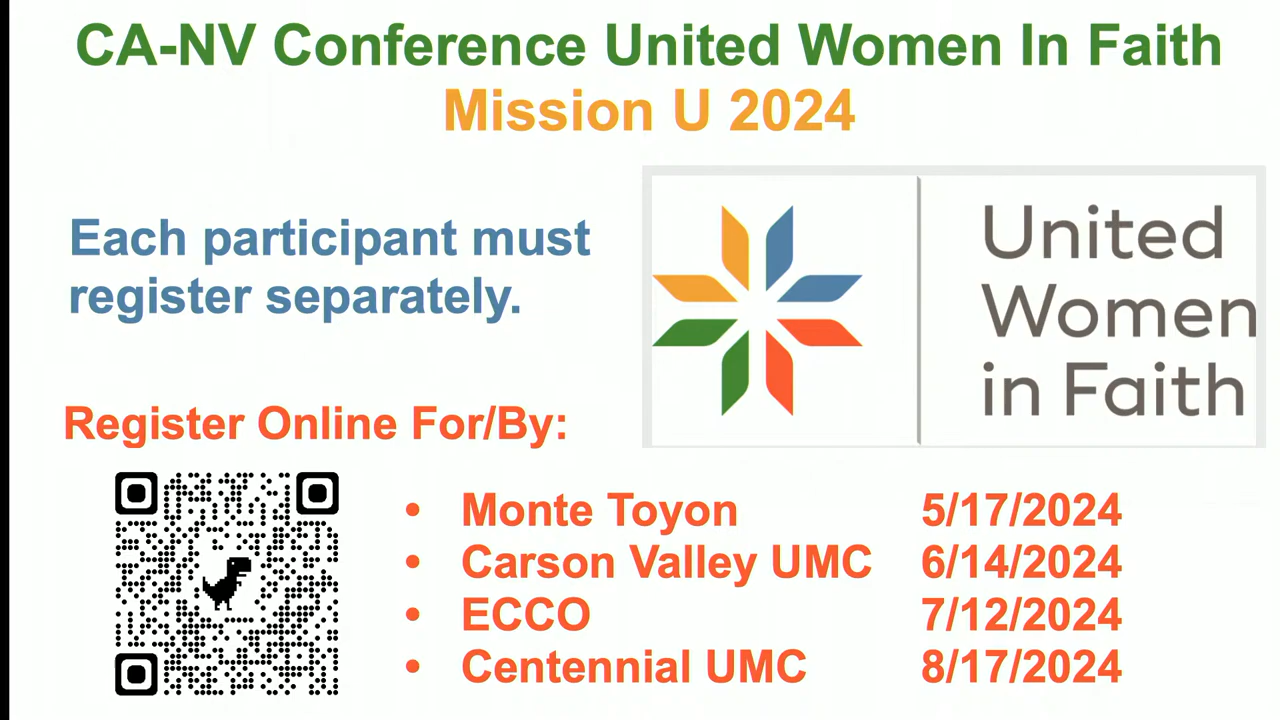 CA-NV Conference United Women In Faith
Mission U 2024
Each participant must
register separately.
United
Women
in Faith
Register Online For/By:
• Monte Toyon 5/17/2024
• Carson Valley UMC 6/14/2024
• ECCO 7/12/2024
• Centennial UMC 8/17/2024